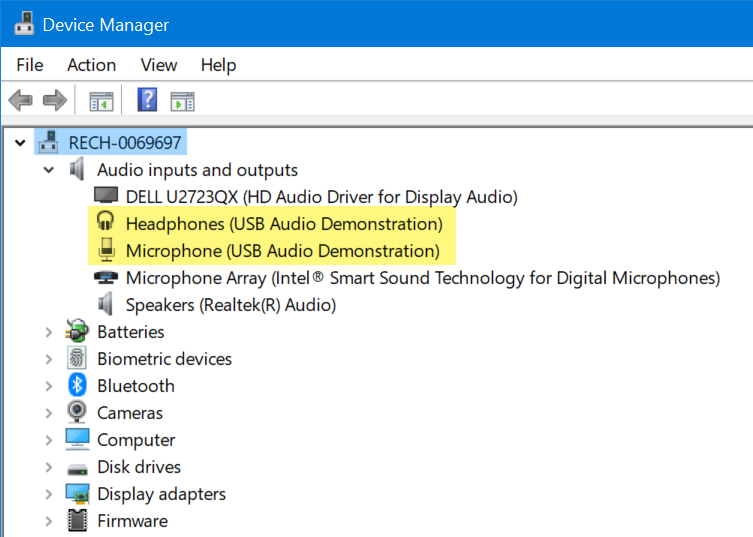 Device Manager
File Action View Help
?
RECH-0069697
Audio inputs and outputs
DELL U2723QX (HD Audio Driver for Display Audio)
Headphones (USB Audio Demonstration)
Microphone (USB Audio Demonstration)
Microphone Array (Intel® Smart Sound Technology for Digital Microphones)
Speakers (Realtek(R) Audio)
Batteries
Biometric devices
Bluetooth
Cameras
Computer
Disk drives
Display adapters
Firmware